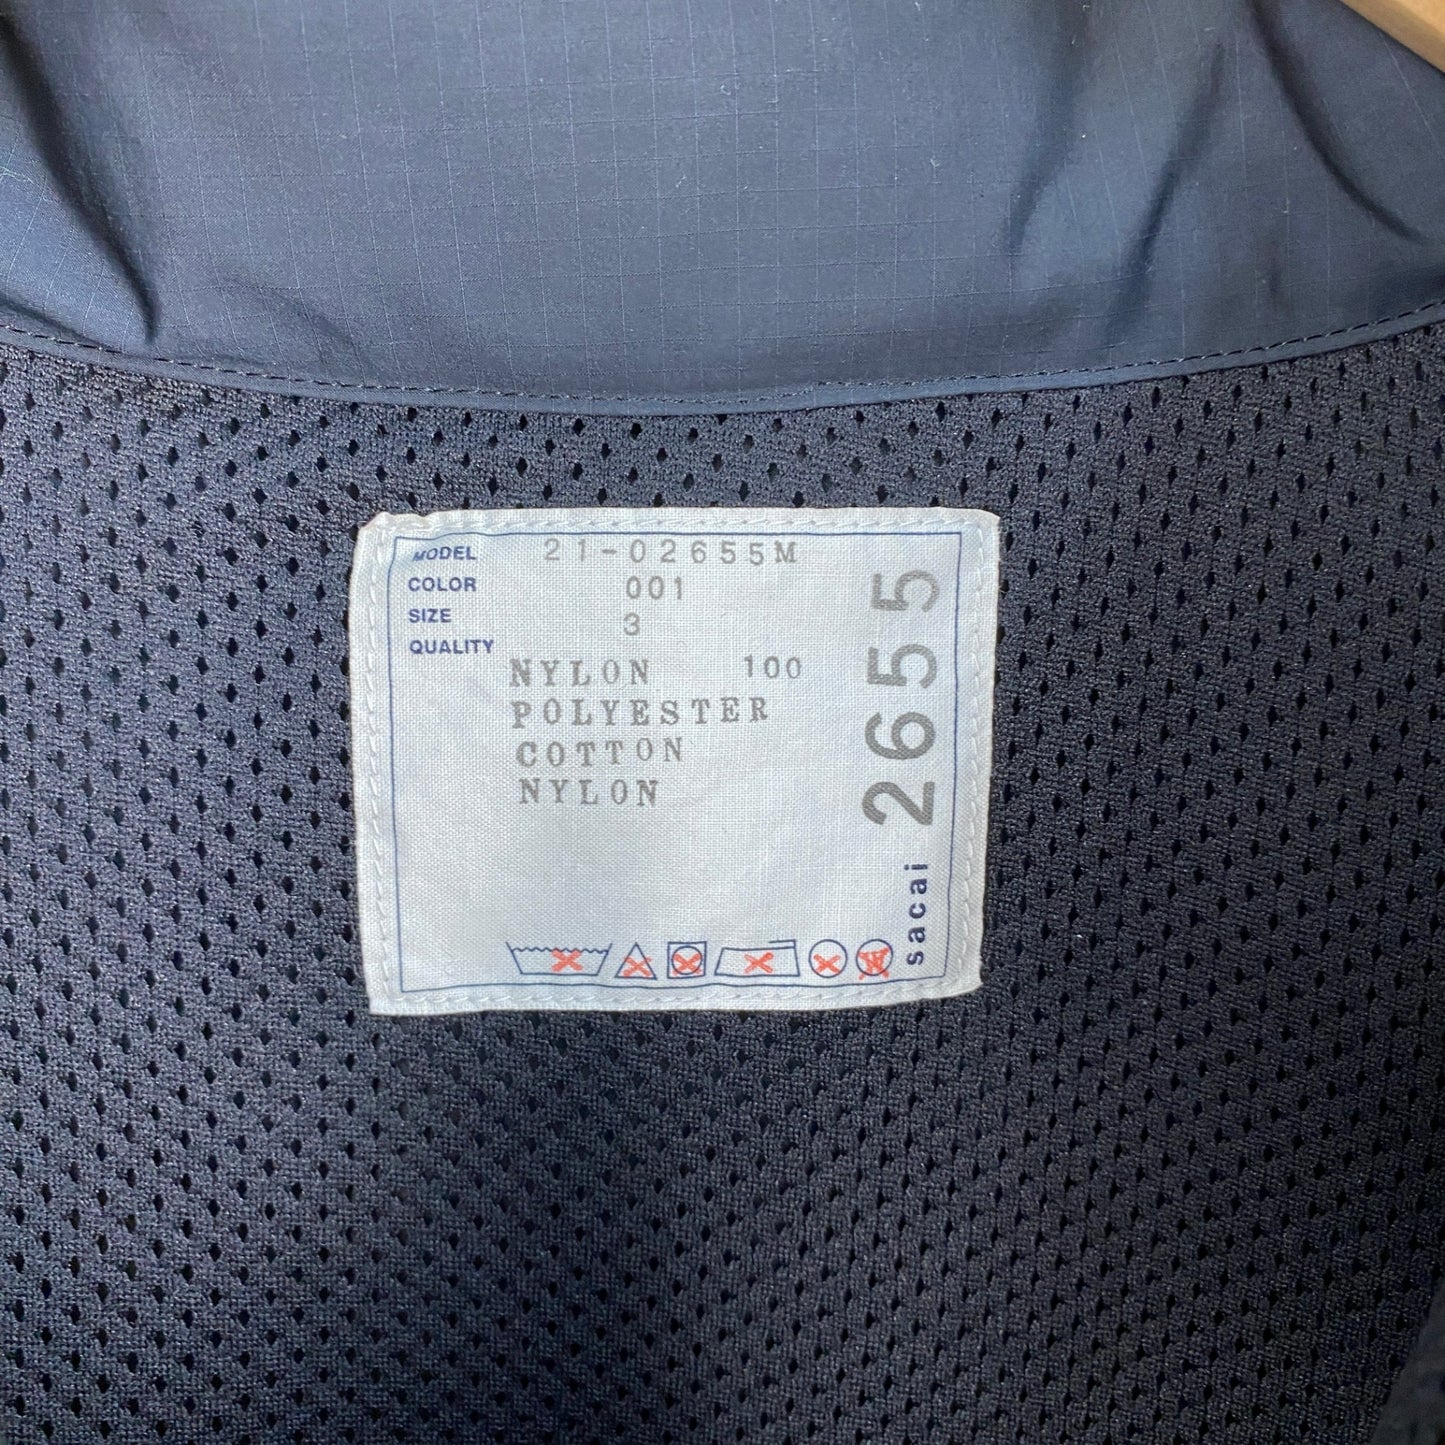 MODEL 21-02655M
COLOR 001
SIZE 3
QUALITY
NYLON 100
POLYESTER
COTTON
NYLON
sacai 2655